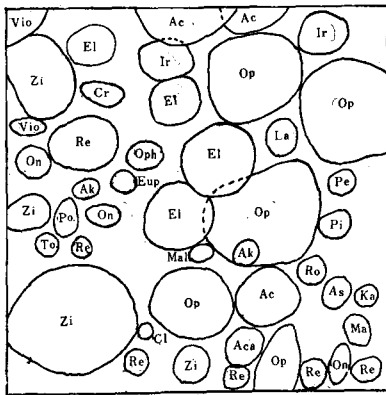 Vio Ac Ac
El Ir
Ir
Zi Op
El Op
Cr
Vio Re La
On Oph El
Eup Pe
Ak
Zi Po. On El Op Pi
To Re Mal Ak
Ro
Op Ac As Ka
Zi
Cl Ma
Aca
Re Zi Re Op Re On Re